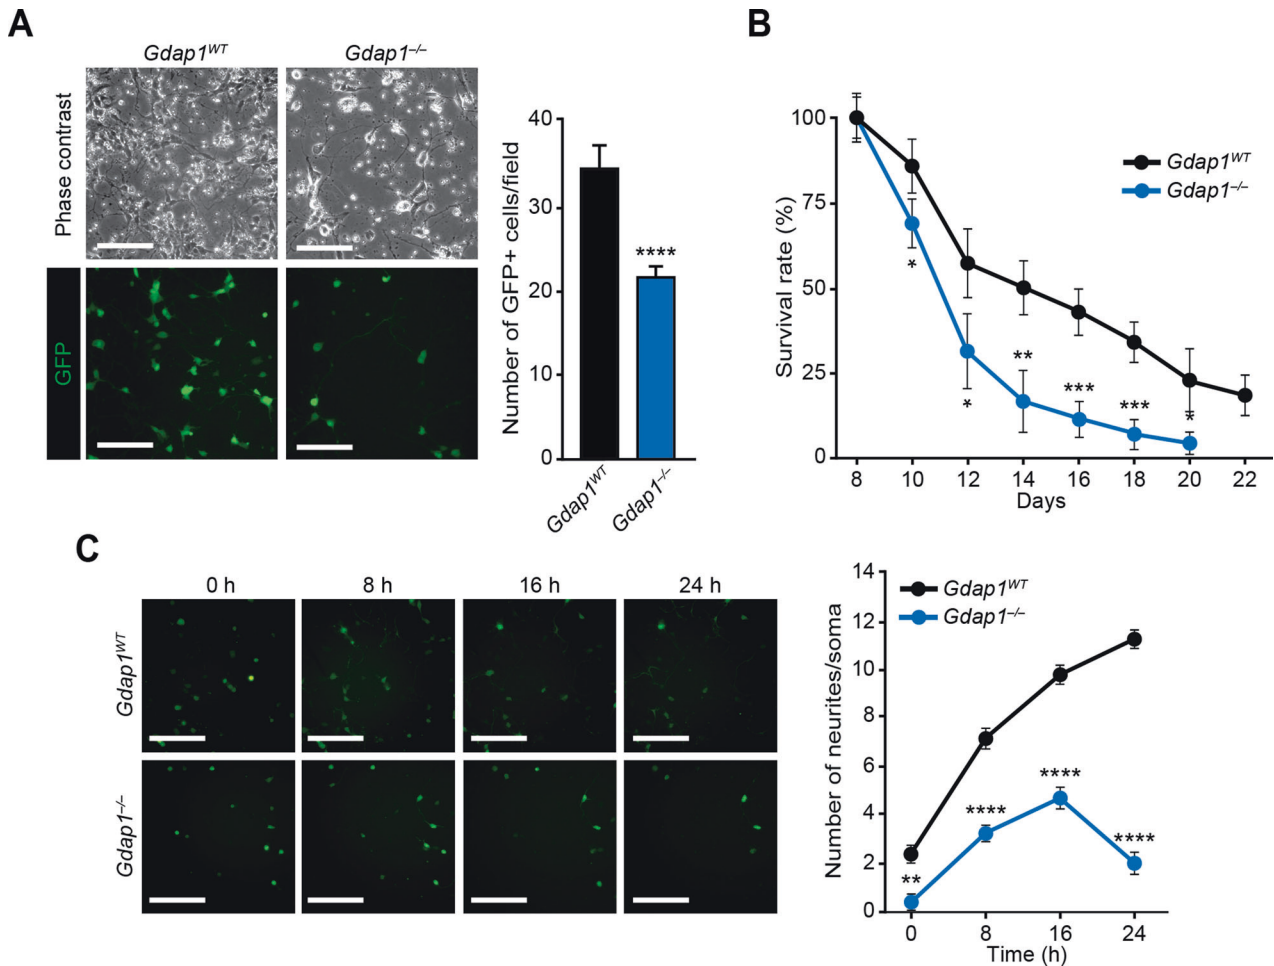 A
Gdap1WT
Gdap1–/–
Phase contrast
GFP
Number of GFP+ cells/field
40
30
20
40
0
****
Gdap1WT
Gdap1–/–
B
Survival rate (%)
100
75
50
25
0
Gdap1WT
Gdap1–/–
*
*
**
***
***
*
8 10 12 14 16 18 20 22
Days
C
0 h 8 h 16 h 24 h
Gdap1WT
Gdap1–/–
Number of neurites/soma
14
12
10
8
6
4
2
0
Gdap1WT
Gdap1–/–
**
****
****
****
0 8 16 24
Time (h)